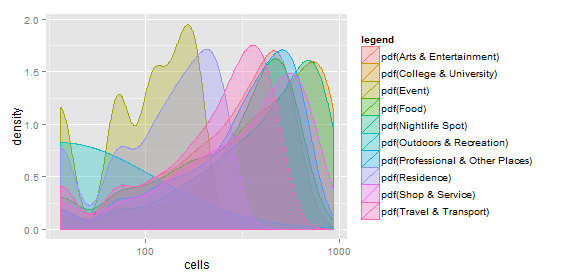 2.0
1.5
1.0
0.5
0.0
density
100
1000
cells
legend
pdf(Arts & Entertainment)
pdf(College & University)
pdf(Event)
pdf(Food)
pdf(Nightlife Spot)
pdf(Outdoors & Recreation)
pdf(Professional & Other Places)
pdf(Residence)
pdf(Shop & Service)
pdf(Travel & Transport)